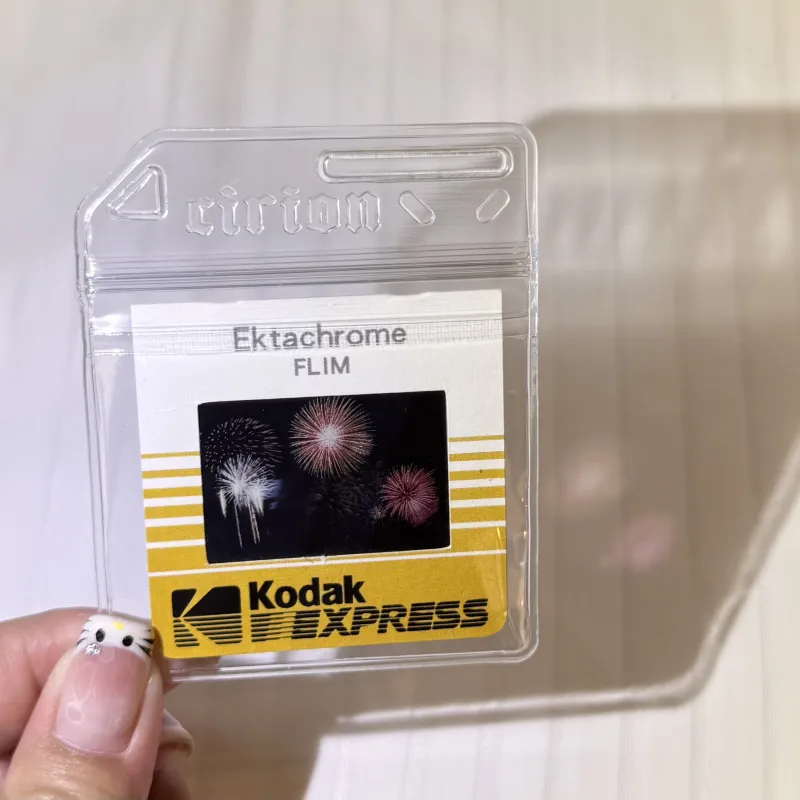 cirion
Ektachrome
FLIM
Kodak
EXPRESS